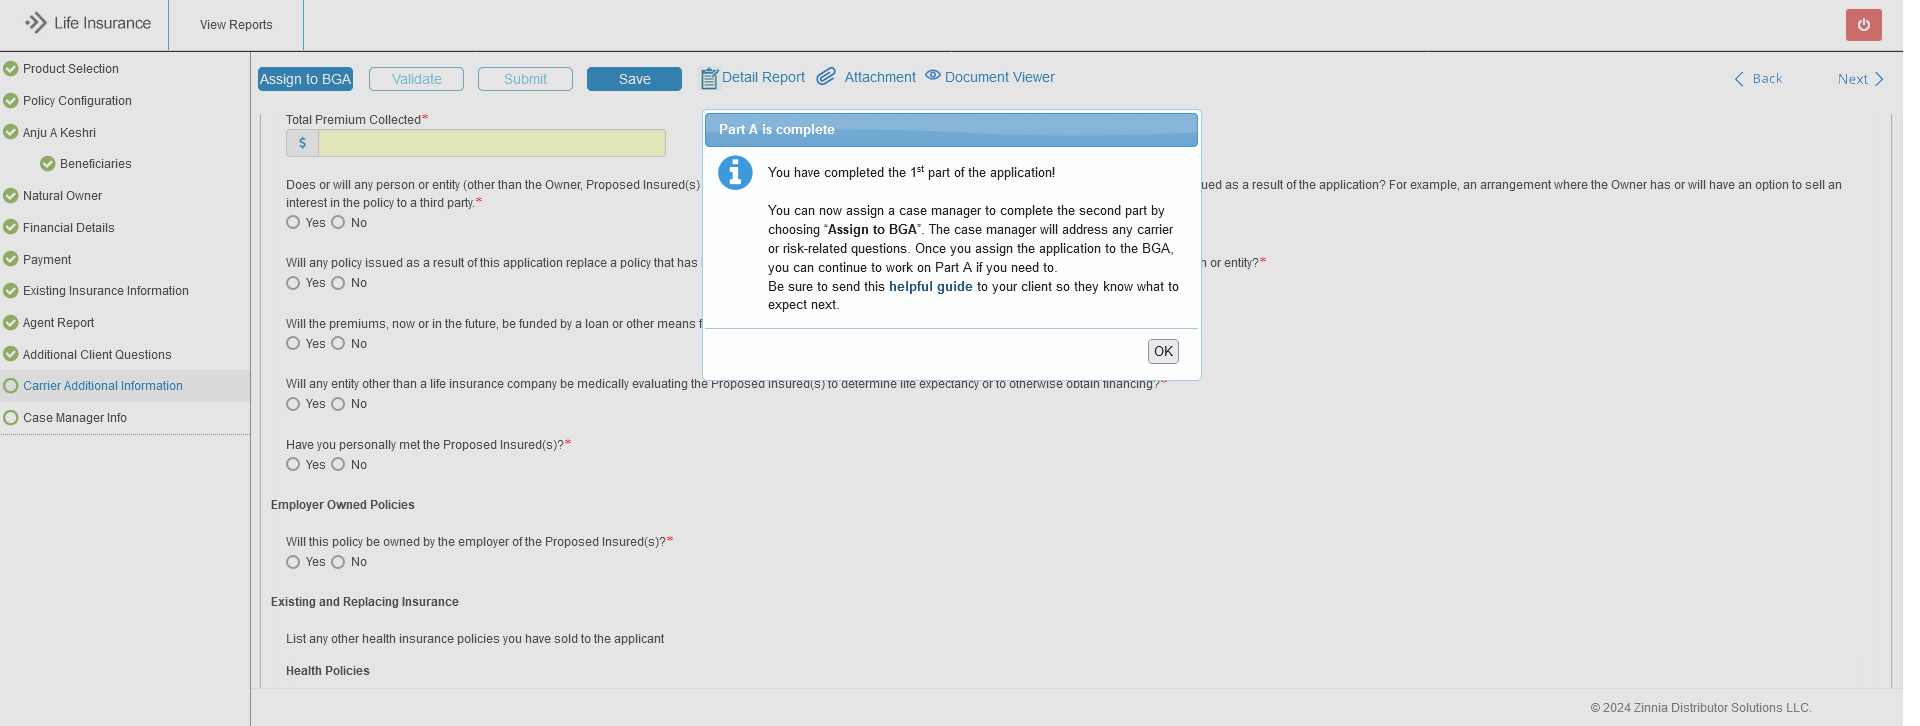 Life Insurance
View Reports
Product Selection
Policy Configuration
Anju A Keshri
Beneficiaries
Natural Owner
Financial Details
Payment
Existing Insurance Information
Agent Report
Additional Client Questions
Carrier Additional Information
Case Manager Info
Assign to BGA
Validate
Submit
Save
Detail Report
Attachment
Document Viewer
Back
Next
Total Premium Collected*
$
Does or will any person or entity (other than the Owner, Proposed Insured(s)
ued as a result of the application? For example, an arrangement where the Owner has or will have an option to sell an
interest in the policy to a third party.*
Yes No
Will any policy issued as a result of this application replace a policy that has
n or entity?*
Yes No
Will the premiums, now or in the future, be funded by a loan or other means f
Yes No
Will any entity other than a life insurance company be medically evaluating the Proposed Insured(s) to determine life expectancy or to otherwise obtain financing?*
Yes No
Have you personally met the Proposed Insured(s)?*
Yes No
Employer Owned Policies
Will this policy be owned by the employer of the Proposed Insured(s)?*
Yes No
Existing and Replacing Insurance
List any other health insurance policies you have sold to the applicant
Health Policies
Part A is complete
You have completed the 1st part of the application!
You can now assign a case manager to complete the second part by
choosing “Assign to BGA”. The case manager will address any carrier
or risk-related questions. Once you assign the application to the BGA,
you can continue to work on Part A if you need to.
Be sure to send this helpful guide to your client so they know what to
expect next.
OK
© 2024 Zinnia Distributor Solutions LLC.